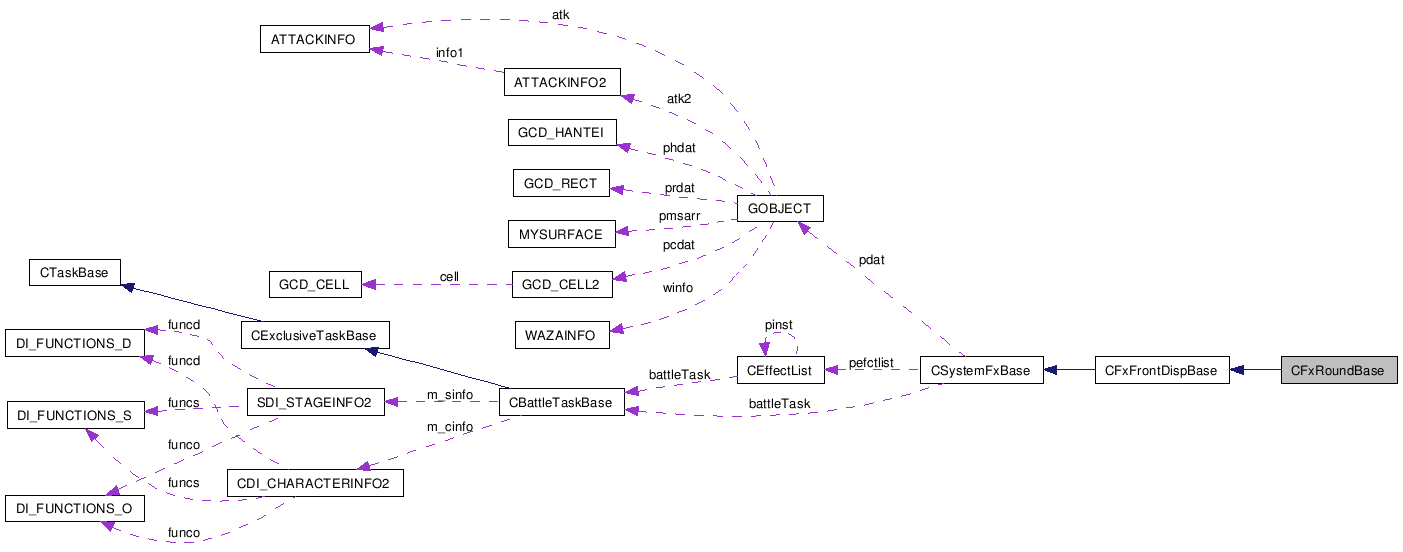 atk
ATTACKINFO
info1
ATTACKINFO2
atk2
GCD_HANTEI
phdat
GCD_RECT
prdat
GOBJECT
pmsarr
MYSURFACE
pcdat
pdat
CTaskBase
cell
GCD_CELL
GCD_CELL2
winfo
funcd
CExclusiveTaskBase
WAZAINFO
pinst
DI_FUNCTIONS_D
funcd
pefctlist
CEffectList
CSystemFxBase
CFxFrontDispBase
CFxRoundBase
battleTask
m_sinfo
funcs
SDI_STAGEINFO2
CBattleTaskBase
battleTask
DI_FUNCTIONS_S
m_cinfo
funco
funcs
CDI_CHARACTERINFO2
DI_FUNCTIONS_O
funco